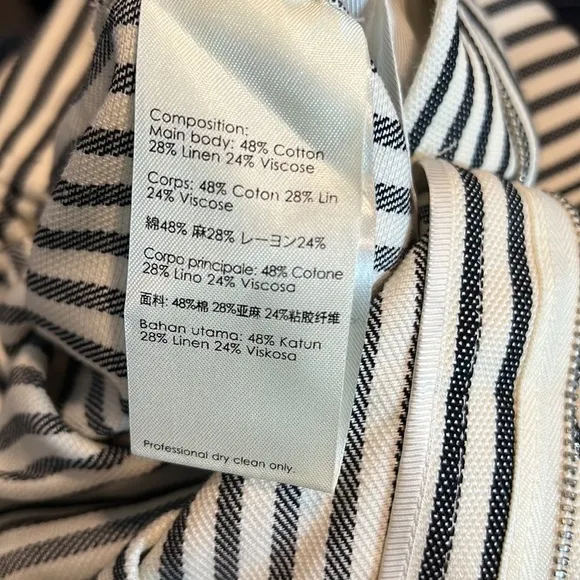 Composition:
Main body: 48% Cotton
28% Linen 24% Viscose
Corps: 48% Coton 28% Lin
24% Viscose
綿48% 麻28% レーヨン24%
Corpo principale: 48% Cotone
28% Lino 24% Viscosa
面料: 48%棉 28%亚麻 24%粘胶纤维
Bahan utama: 48% Katun
28% Linen 24% Viskosa
Professional dry clean only.